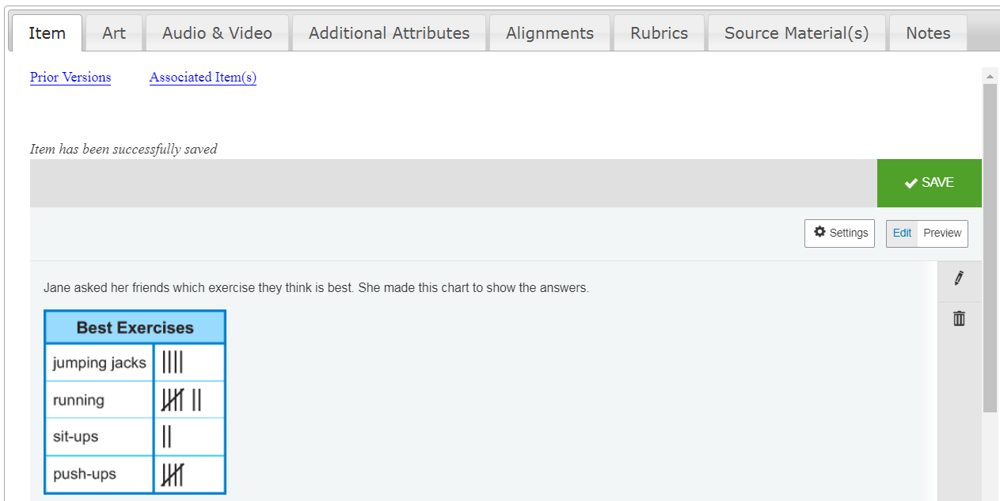 Item Art Audio & Video Additional Attributes Alignments Rubrics Source Material(s) Notes
Prior Versions Associated Item(s)
Item has been successfully saved
SAVE
Settings Edit Preview
Jane asked her friends which exercise they think is best. She made this chart to show the answers.
Best Exercises
jumping jacks
running
sit-ups
push-ups